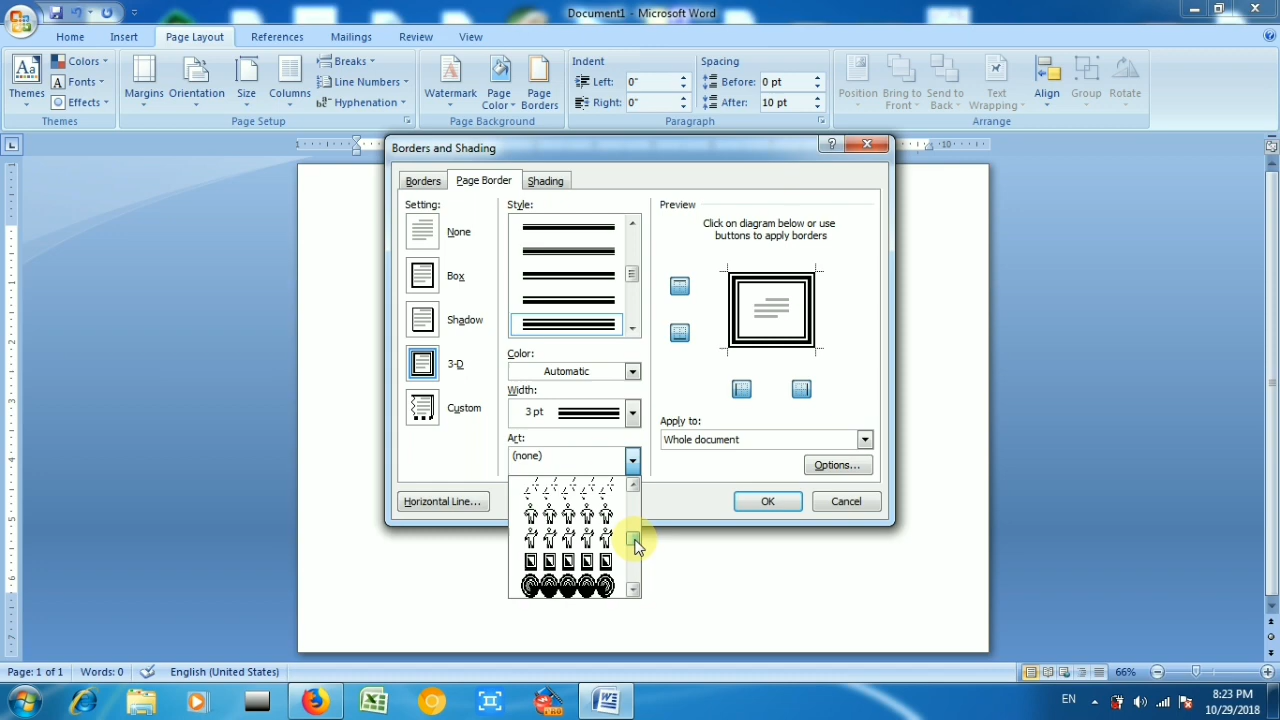 Document1 - Microsoft Word
Home Insert Page Layout References Mailings Review View
Themes
Colors
Fonts
Effects
Themes
Margins
Orientation
Size
Columns
Breaks
Line Numbers
Hyphenation
Page Setup
Watermark
Page Color
Page Borders
Page Background
Indent
Left: 0"
Right: 0"
Spacing
Before: 0 pt
After: 10 pt
Paragraph
Position
Bring to Front
Send to Back
Text Wrapping
Align
Group
Rotate
Arrange
Borders and Shading
Borders Page Border Shading
Setting:
None
Box
Shadow
3-D
Custom
Style:
Color:
Automatic
Width:
3 pt
Art:
(none)
Preview
Click on diagram below or use
buttons to apply borders
Apply to:
Whole document
Options...
Horizontal Line...
OK
Cancel
Page: 1 of 1 Words: 0 English (United States) 66%
EN
8:23 PM
10/29/2018